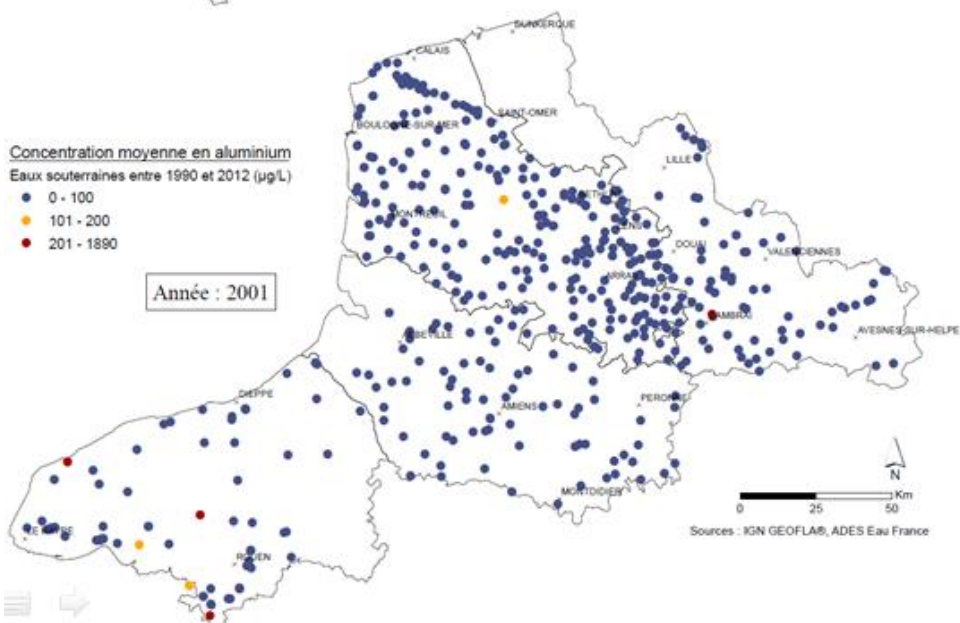 DUNKERQUE
CALAIS
SAINT-OMER
BOULOGNE-SUR-MER
LILLE
Concentration moyenne en aluminium
Eaux souterraines entre 1990 et 2012 (µg/L)
0 - 100
101 - 200
201 - 1890
MONTREUIL
LENS
DOUAI
VALENCIENNES
Année : 2001
ARRAS
CAMBRAI
ABBEVILLE
AVESNES-SUR-HELPE
DIEPPE
AMIENS
PERONNE
MONTDIDIER
N
0 25 50 Km
Sources : IGN GEOFLA®, ADES Eau France
LE HAVRE
ROUEN